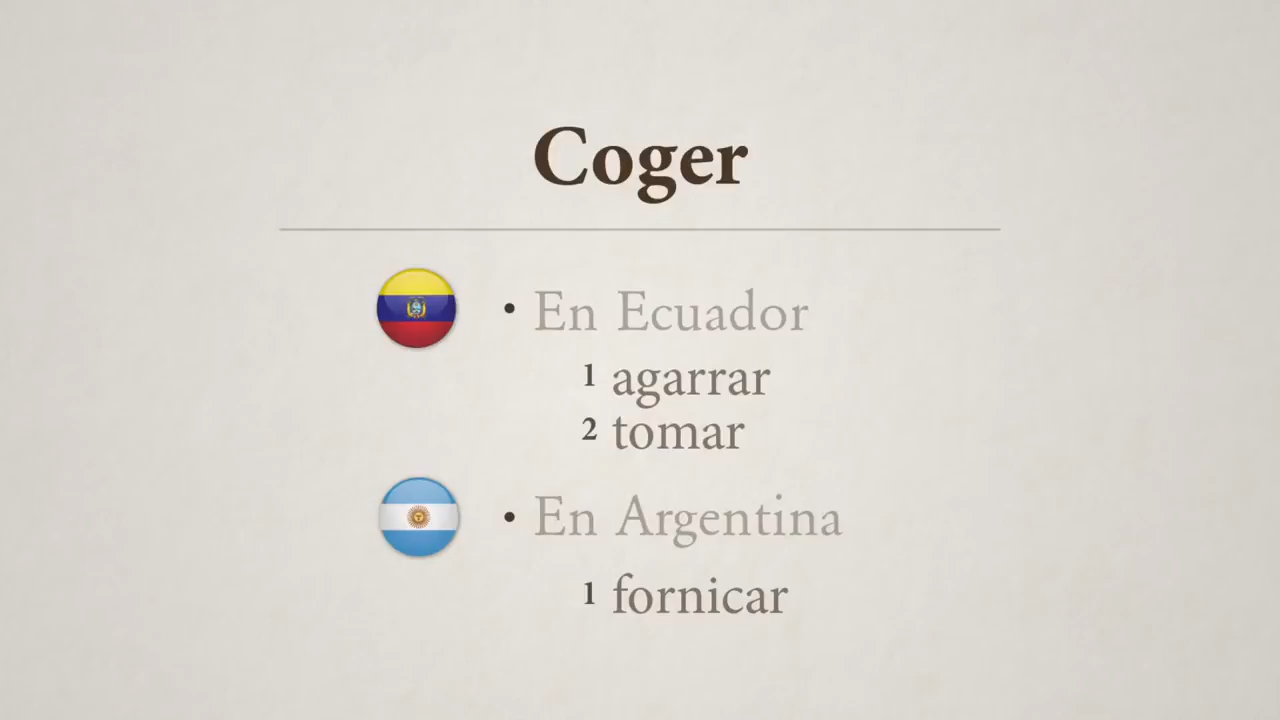 Coger
• En Ecuador
1 agarrar
2 tomar
• En Argentina
1 fornicar